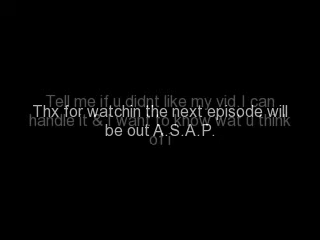 Tell me if u didnt like my vid I can
handle it & I want to know wat u think
of I
Thx for watchin the next episode will
be out A.S.A.P.